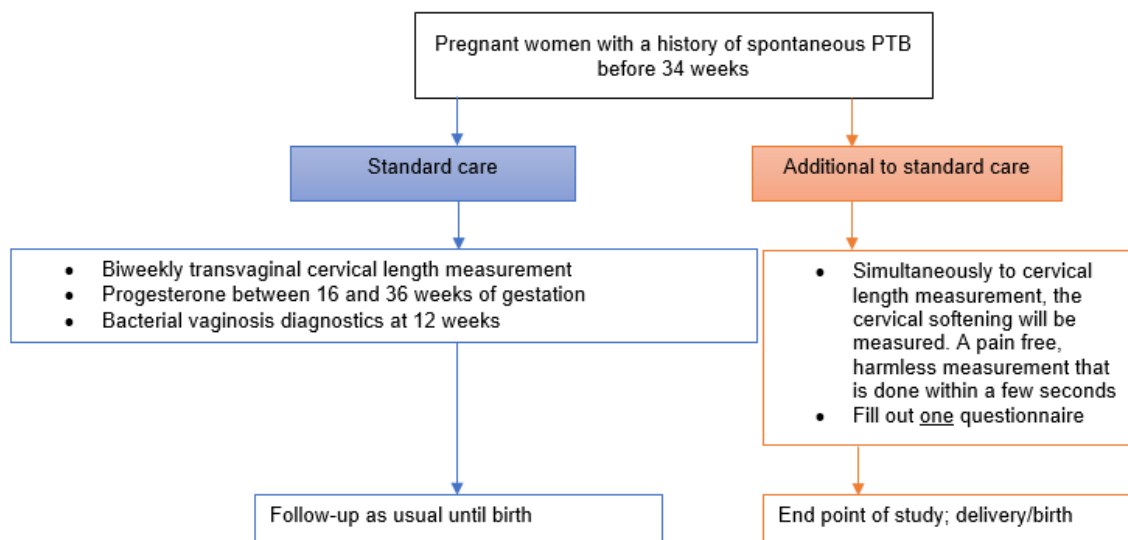 Pregnant women with a history of spontaneous PTB
before 34 weeks
Standard care
Additional to standard care
• Biweekly transvaginal cervical length measurement
• Progesterone between 16 and 36 weeks of gestation
• Bacterial vaginosis diagnostics at 12 weeks
• Simultaneously to cervical
length measurement, the
cervical softening will be
measured. A pain free,
harmless measurement that
is done within a few seconds
• Fill out one questionnaire
Follow-up as usual until birth
End point of study; delivery/birth